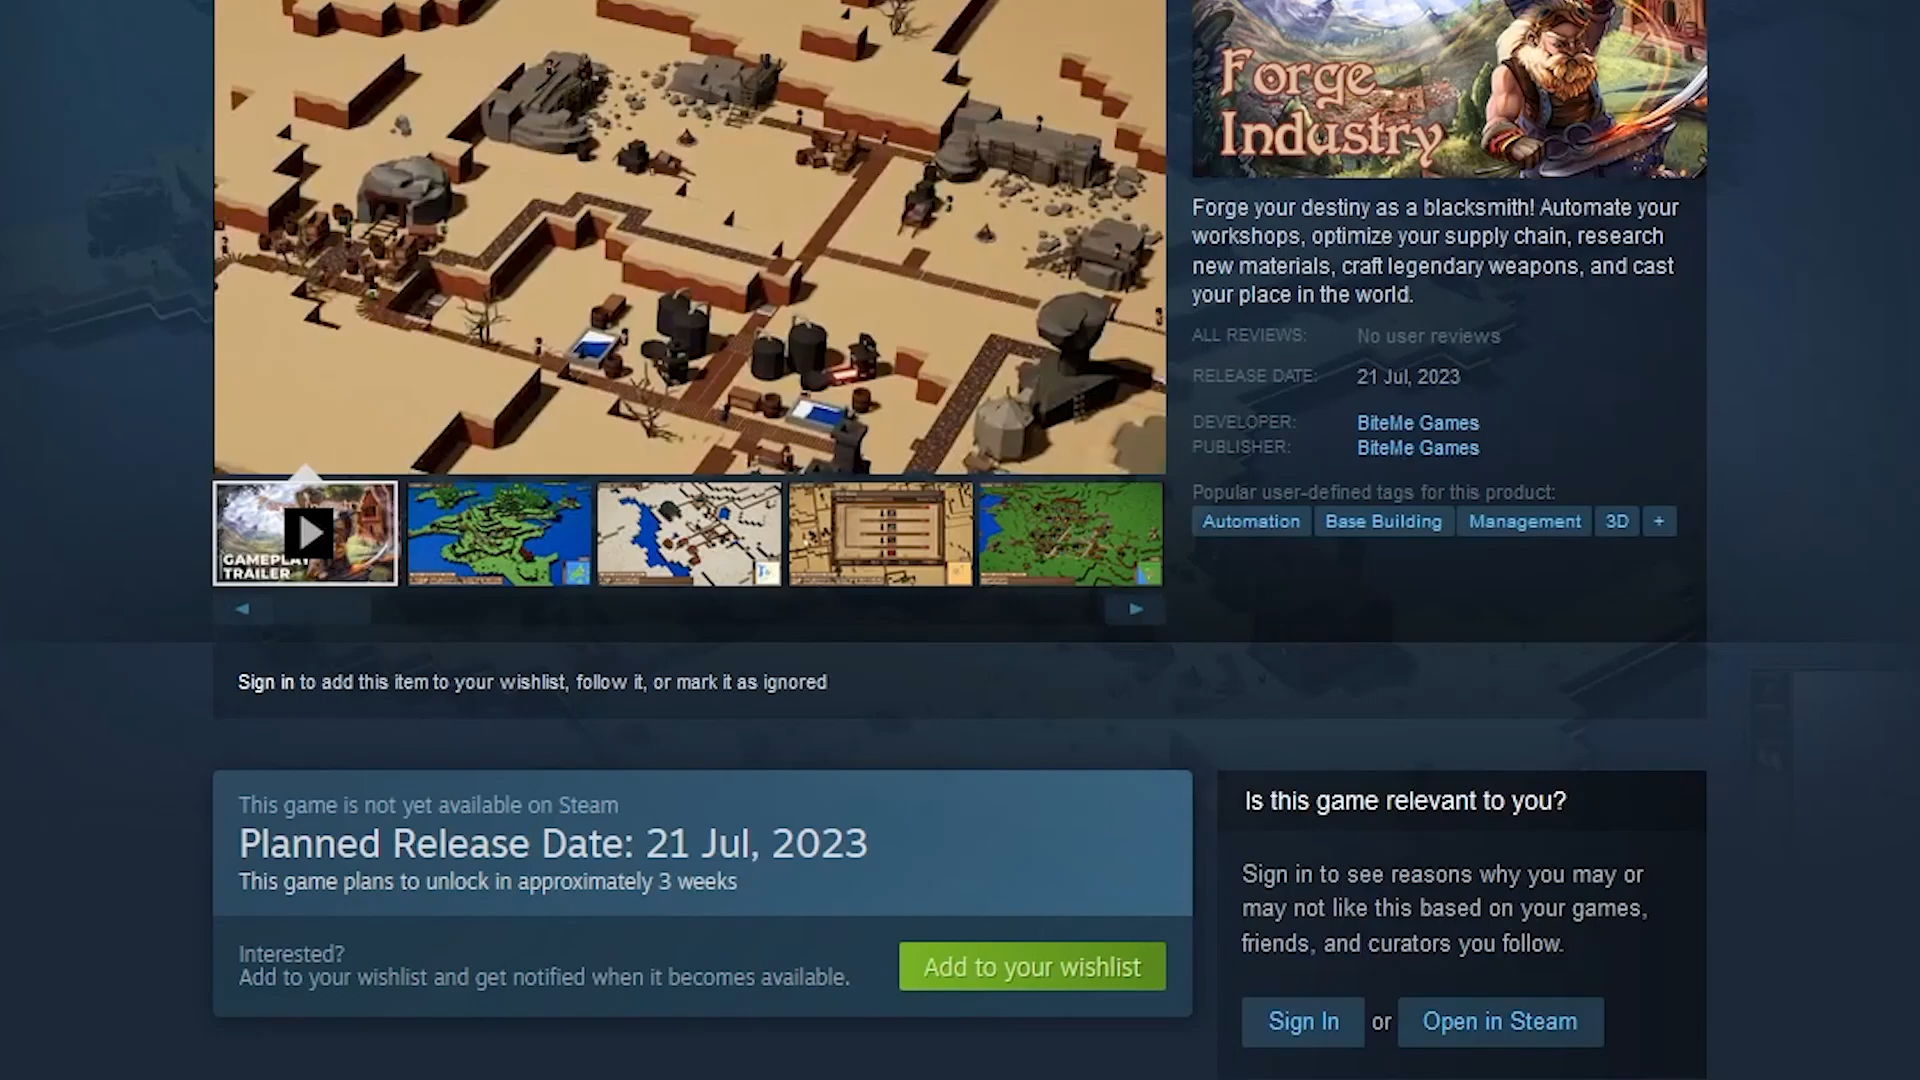 Forge
Industry
Forge your destiny as a blacksmith! Automate your
workshops, optimize your supply chain, research
new materials, craft legendary weapons, and cast
your place in the world.
ALL REVIEWS: No user reviews
RELEASE DATE: 21 Jul, 2023
DEVELOPER: BiteMe Games
PUBLISHER: BiteMe Games
Popular user-defined tags for this product:
Automation Base Building Management 3D +
GAMEPLAY
TRAILER
Sign in to add this item to your wishlist, follow it, or mark it as ignored
This game is not yet available on Steam
Planned Release Date: 21 Jul, 2023
This game plans to unlock in approximately 3 weeks
Interested?
Add to your wishlist and get notified when it becomes available.
Add to your wishlist
Is this game relevant to you?
Sign in to see reasons why you may or
may not like this based on your games,
friends, and curators you follow.
Sign In or Open in Steam